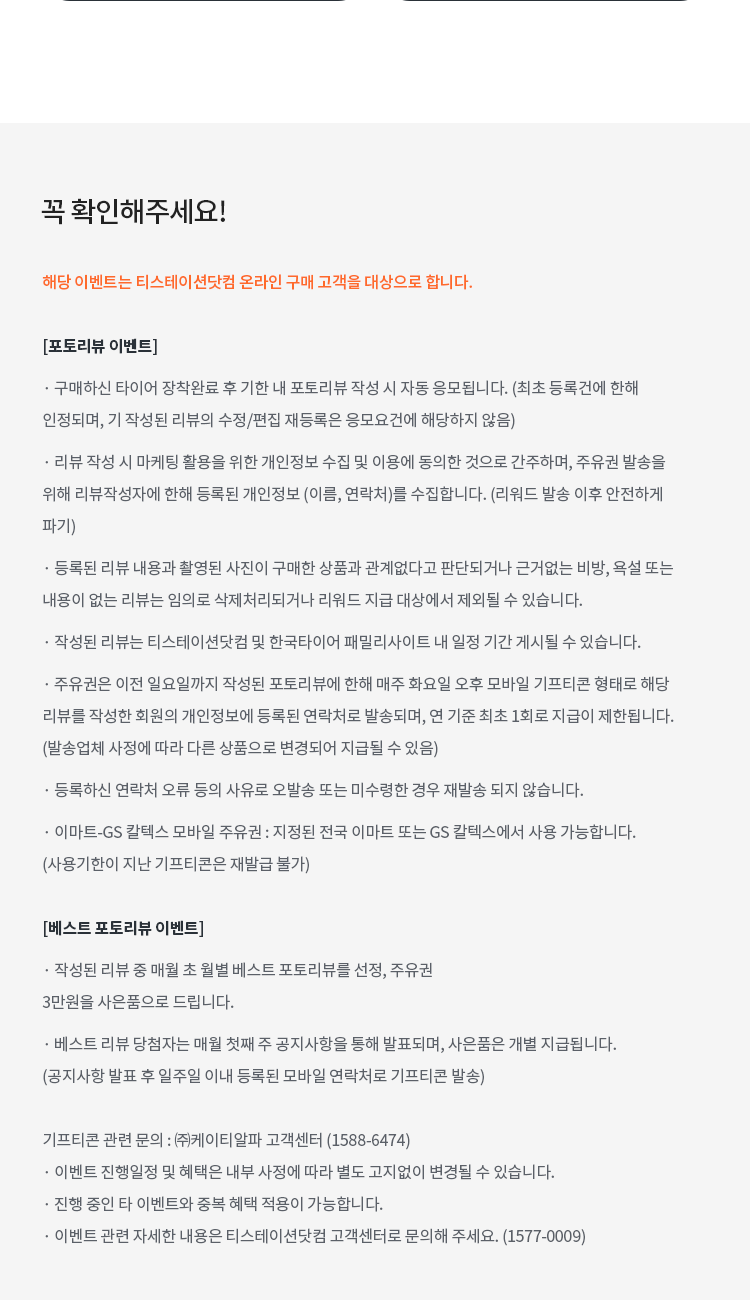 꼭 확인해주세요!
해당 이벤트는 티스테이션닷컴 온라인 구매 고객을 대상으로 합니다.
[포토리뷰 이벤트]
· 구매하신 타이어 장착완료 후 기한 내 포토리뷰 작성 시 자동 응모됩니다. (최초 등록건에 한해
인정되며, 기 작성된 리뷰의 수정/편집 재등록은 응모요건에 해당하지 않음)
· 리뷰 작성 시 마케팅 활용을 위한 개인정보 수집 및 이용에 동의한 것으로 간주하며, 주유권 발송을
위해 리뷰작성자에 한해 등록된 개인정보 (이름, 연락처)를 수집합니다. (리워드 발송 이후 안전하게
파기)
· 등록된 리뷰 내용과 촬영된 사진이 구매한 상품과 관계없다고 판단되거나 근거없는 비방, 욕설 또는
내용이 없는 리뷰는 임의로 삭제처리되거나 리워드 지급 대상에서 제외될 수 있습니다.
· 작성된 리뷰는 티스테이션닷컴 및 한국타이어 패밀리사이트 내 일정 기간 게시될 수 있습니다.
· 주유권은 이전 일요일까지 작성된 포토리뷰에 한해 매주 화요일 오후 모바일 기프티콘 형태로 해당
리뷰를 작성한 회원의 개인정보에 등록된 연락처로 발송되며, 연 기준 최초 1회로 지급이 제한됩니다.
(발송업체 사정에 따라 다른 상품으로 변경되어 지급될 수 있음)
· 등록하신 연락처 오류 등의 사유로 오발송 또는 미수령한 경우 재발송 되지 않습니다.
· 이마트-GS 칼텍스 모바일 주유권 : 지정된 전국 이마트 또는 GS 칼텍스에서 사용 가능합니다.
(사용기한이 지난 기프티콘은 재발급 불가)
[베스트 포토리뷰 이벤트]
· 작성된 리뷰 중 매월 초 월별 베스트 포토리뷰를 선정, 주유권
3만원을 사은품으로 드립니다.
· 베스트 리뷰 당첨자는 매월 첫째 주 공지사항을 통해 발표되며, 사은품은 개별 지급됩니다.
(공지사항 발표 후 일주일 이내 등록된 모바일 연락처로 기프티콘 발송)
기프티콘 관련 문의 : ㈜케이티알파 고객센터 (1588-6474)
· 이벤트 진행일정 및 혜택은 내부 사정에 따라 별도 고지없이 변경될 수 있습니다.
· 진행 중인 타 이벤트와 중복 혜택 적용이 가능합니다.
· 이벤트 관련 자세한 내용은 티스테이션닷컴 고객센터로 문의해 주세요. (1577-0009)